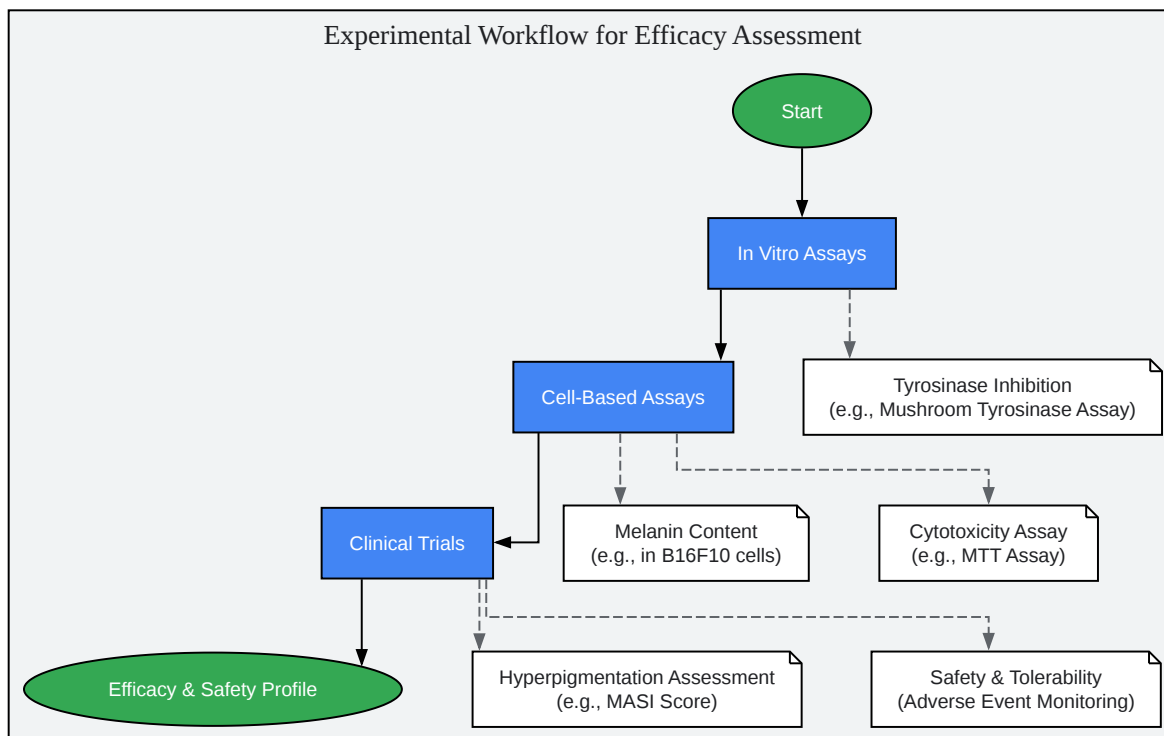 Experimental Workflow for Efficacy Assessment
Start
In Vitro Assays
Tyrosinase Inhibition
(e.g., Mushroom Tyrosinase Assay)
Cell-Based Assays
Melanin Content
(e.g., in B16F10 cells)
Cytotoxicity Assay
(e.g., MTT Assay)
Clinical Trials
Hyperpigmentation Assessment
(e.g., MASI Score)
Safety & Tolerability
(Adverse Event Monitoring)
Efficacy & Safety Profile